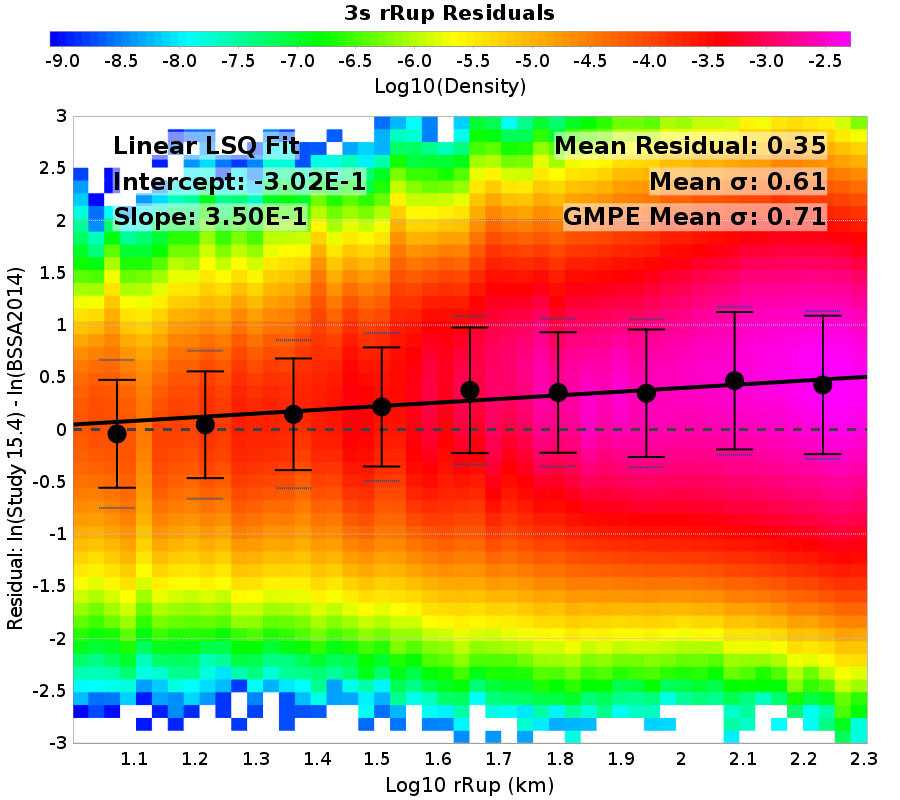 3s rRup Residuals
-9.0 -8.5 -8.0 -7.5 -7.0 -6.5 -6.0 -5.5 -5.0 -4.5 -4.0 -3.5 -3.0 -2.5
Log10(Density)
Linear LSQ Fit
Intercept: -3.02E-1
Slope: 3.50E-1
Mean Residual: 0.35
Mean σ: 0.61
GMPE Mean σ: 0.71
Residual: ln(Study 15.4) - ln(BSSA2014)
3
2.5
2
1.5
1
0.5
0
-0.5
-1
-1.5
-2
-2.5
-3
1.1 1.2 1.3 1.4 1.5 1.6 1.7 1.8 1.9 2 2.1 2.2 2.3
Log10 rRup (km)